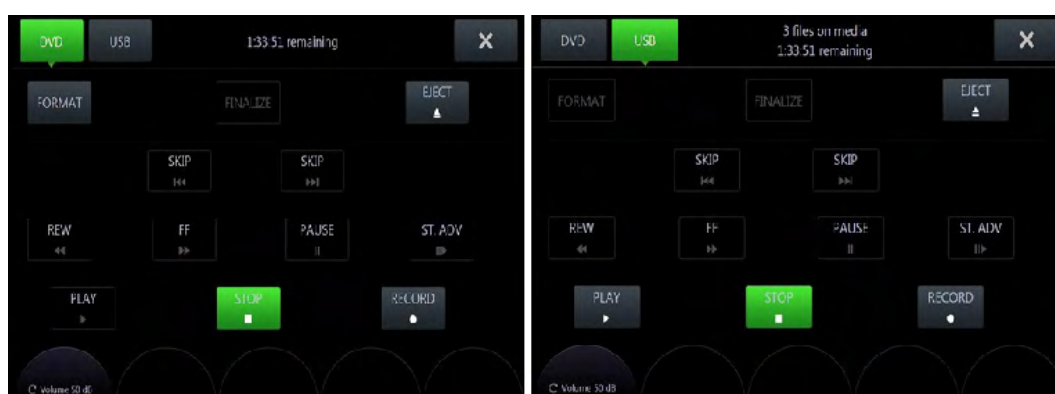 DVD USB 1:33:51 remaining X
FORMAT FINALIZE EJECT
SKIP SKIP
REW FF PAUSE ST. ADV
PLAY STOP RECORD
Volume 50 dB
DVD USB 3 files on media X
1:33:51 remaining
FORMAT FINALIZE EJECT
SKIP SKIP
REW FF PAUSE ST. ADV
PLAY STOP RECORD
Volume 50 dB